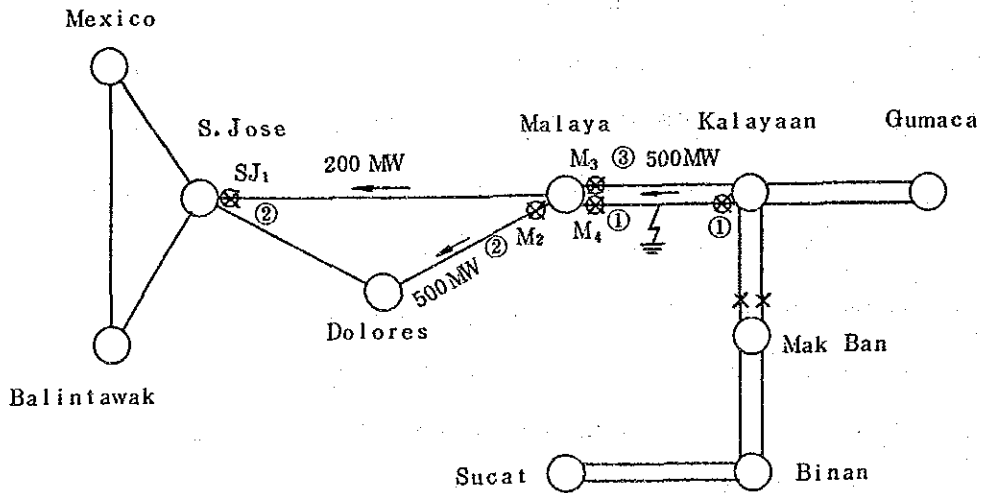 Mexico
S.Jose
Malaya
Kalayaan
Gumaca
SJ₁
②
200 MW
M₃ ③ 500MW
M₂
②
M₄ ①
①
500MW
Dolores
Mak Ban
Balintawak
Sucat
Binan